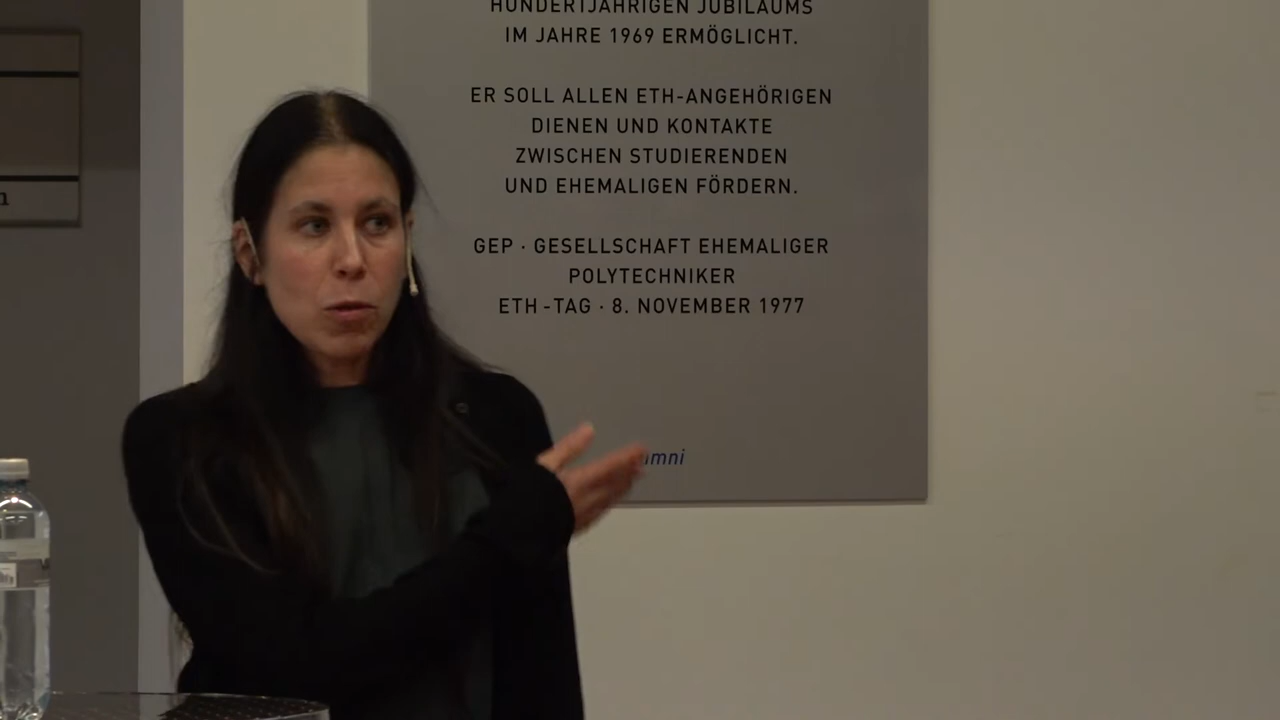 HUNDERTJÄHRIGEN JUBILÄUMS
IM JAHRE 1969 ERMÖGLICHT.
ER SOLL ALLEN ETH-ANGEHÖRIGEN
DIENEN UND KONTAKTE
ZWISCHEN STUDIERENDEN
UND EHEMALIGEN FÖRDERN.
GEP · GESELLSCHAFT EHEMALIGER
POLYTECHNIKER
ETH-TAG · 8. NOVEMBER 1977